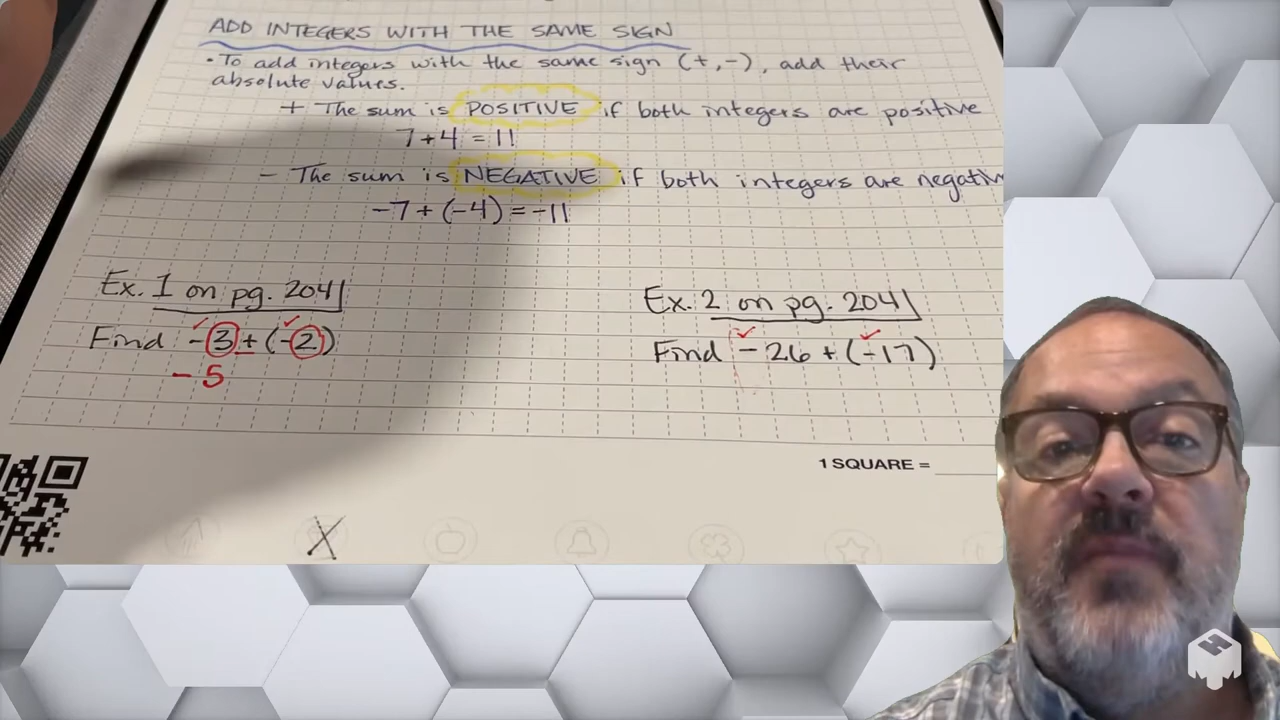 ADD INTEGERS WITH THE SAME SIGN
• To add integers with the same sign (+,-), add their
absolute values.
+ The sum is POSITIVE if both integers are positive
7+4 = 11
- The sum is NEGATIVE if both integers are negativ
-7 + (-4) = -11
Ex. 1 on pg. 204
Find -3 + (-2)
-5
Ex. 2 on pg. 204
Find -26 + (-17)
1 SQUARE =